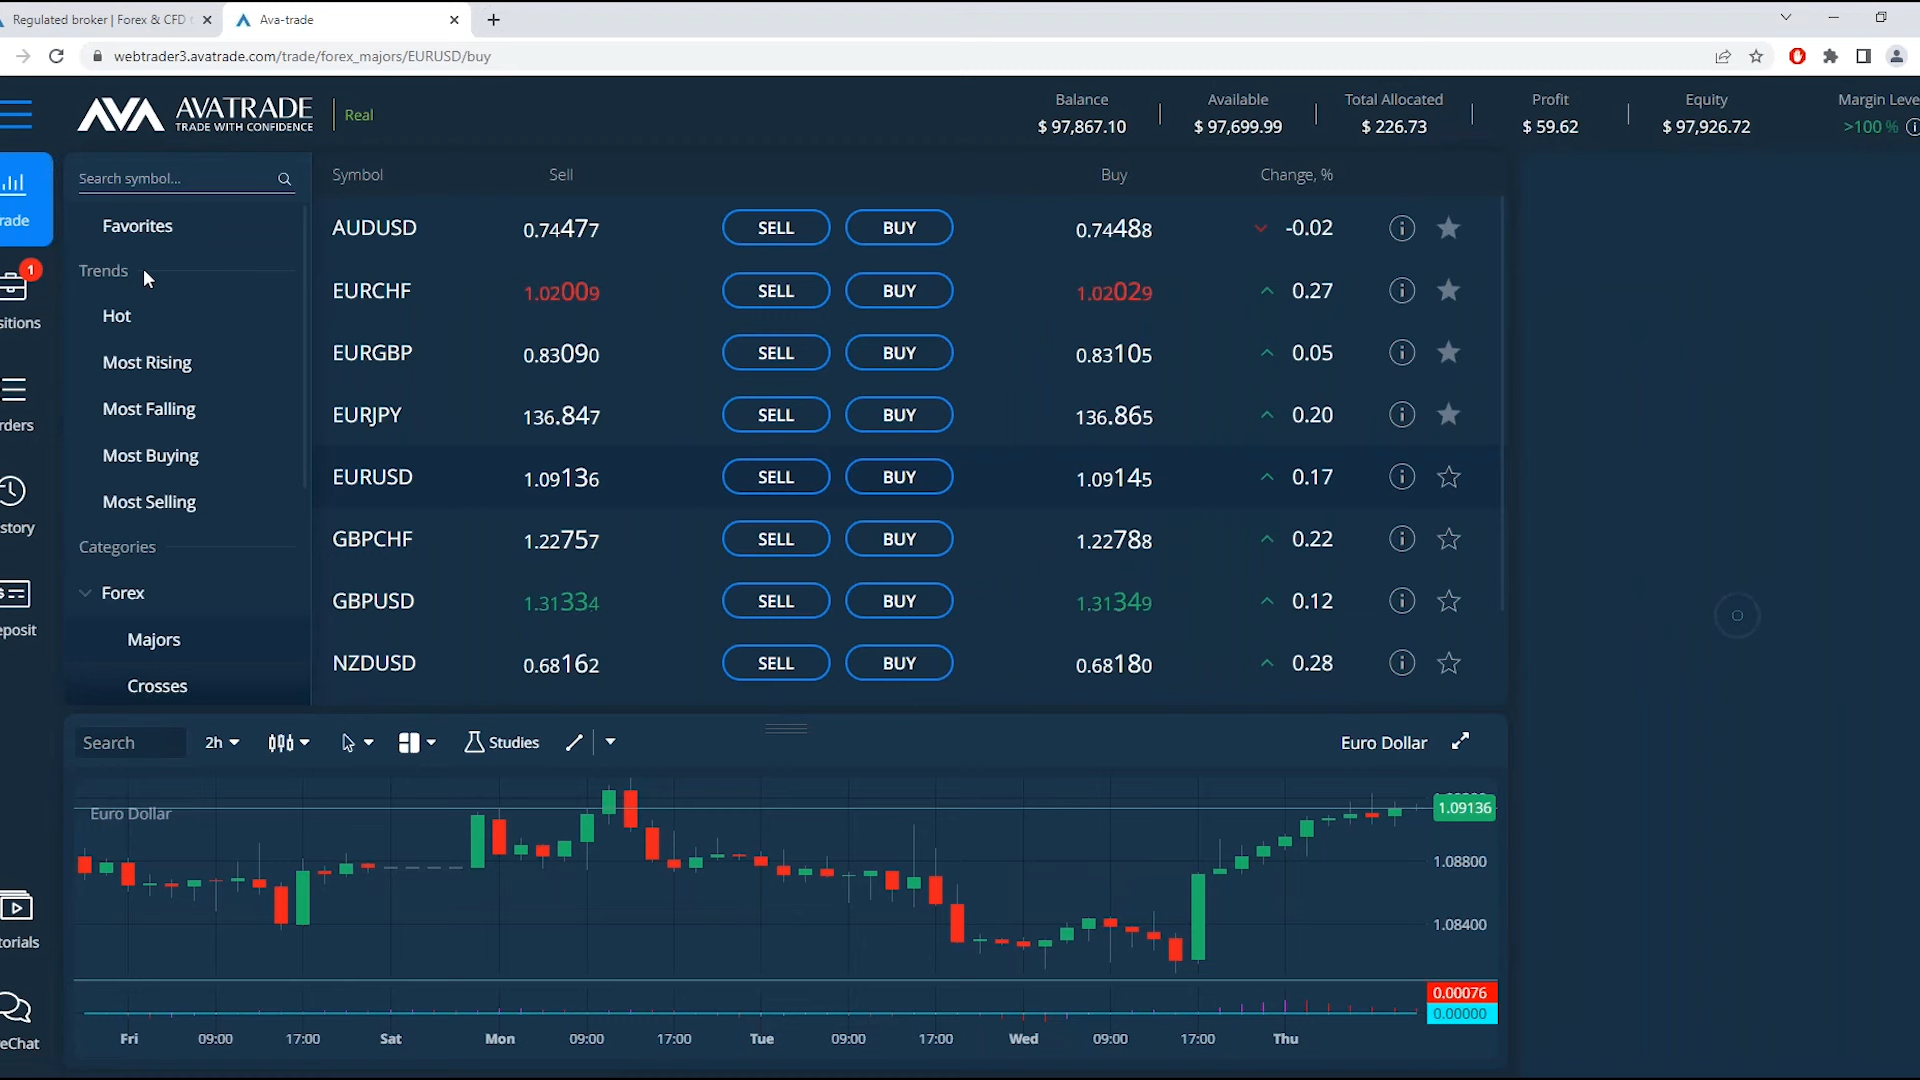 Regulated broker | Forex & CFD
Ava-trade
webtrader3.avatrade.com/trade/forex_majors/EURUSD/buy
AVA AVATRADE
TRADE WITH CONFIDENCE
Real
Balance
$ 97,867.10
Available
$ 97,699.99
Total Allocated
$ 226.73
Profit
$ 59.62
Equity
$ 97,926.72
Margin Leve
>100 %
rade
1
sitions
rders
story
eposit
torials
eChat
Search symbol...
Favorites
Trends
Hot
Most Rising
Most Falling
Most Buying
Most Selling
Categories
Forex
Majors
Crosses
Symbol Sell Buy Change, %
AUDUSD 0.74477 SELL BUY 0.74488 -0.02
EURCHF 1.02009 SELL BUY 1.02029 0.27
EURGBP 0.83090 SELL BUY 0.83105 0.05
EURJPY 136.847 SELL BUY 136.865 0.20
EURUSD 1.09136 SELL BUY 1.09145 0.17
GBPCHF 1.22757 SELL BUY 1.22788 0.22
GBPUSD 1.31334 SELL BUY 1.31349 0.12
NZDUSD 0.68162 SELL BUY 0.68180 0.28
Search 2h Studies Euro Dollar
Euro Dollar
1.09136
1.08800
1.08400
0.00076
0.00000
Fri 09:00 17:00 Sat Mon 09:00 17:00 Tue 09:00 17:00 Wed 09:00 17:00 Thu